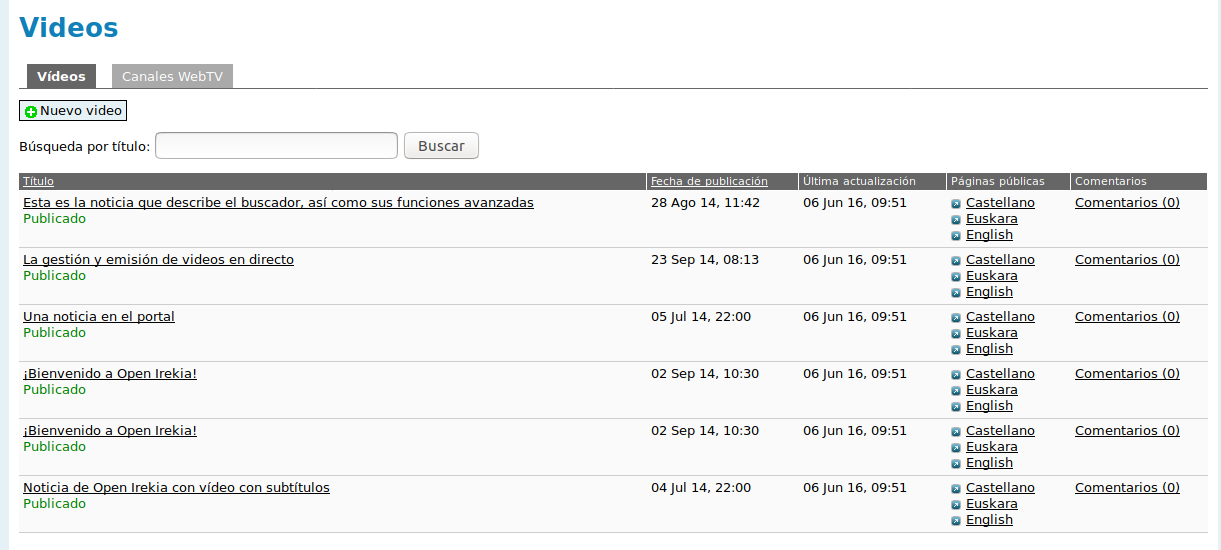 Videos
Vídeos Canales WebTV
Nuevo video
Búsqueda por título: Buscar
Título Fecha de publicación Última actualización Páginas públicas Comentarios
Esta es la noticia que describe el buscador, así como sus funciones avanzadas 28 Ago 14, 11:42 06 Jun 16, 09:51 Castellano Comentarios (0)
Publicado Euskara
English
La gestión y emisión de videos en directo 23 Sep 14, 08:13 06 Jun 16, 09:51 Castellano Comentarios (0)
Publicado Euskara
English
Una noticia en el portal 05 Jul 14, 22:00 06 Jun 16, 09:51 Castellano Comentarios (0)
Publicado Euskara
English
¡Bienvenido a Open Irekia! 02 Sep 14, 10:30 06 Jun 16, 09:51 Castellano Comentarios (0)
Publicado Euskara
English
¡Bienvenido a Open Irekia! 02 Sep 14, 10:30 06 Jun 16, 09:51 Castellano Comentarios (0)
Publicado Euskara
English
Noticia de Open Irekia con vídeo con subtítulos 04 Jul 14, 22:00 06 Jun 16, 09:51 Castellano Comentarios (0)
Publicado Euskara
English